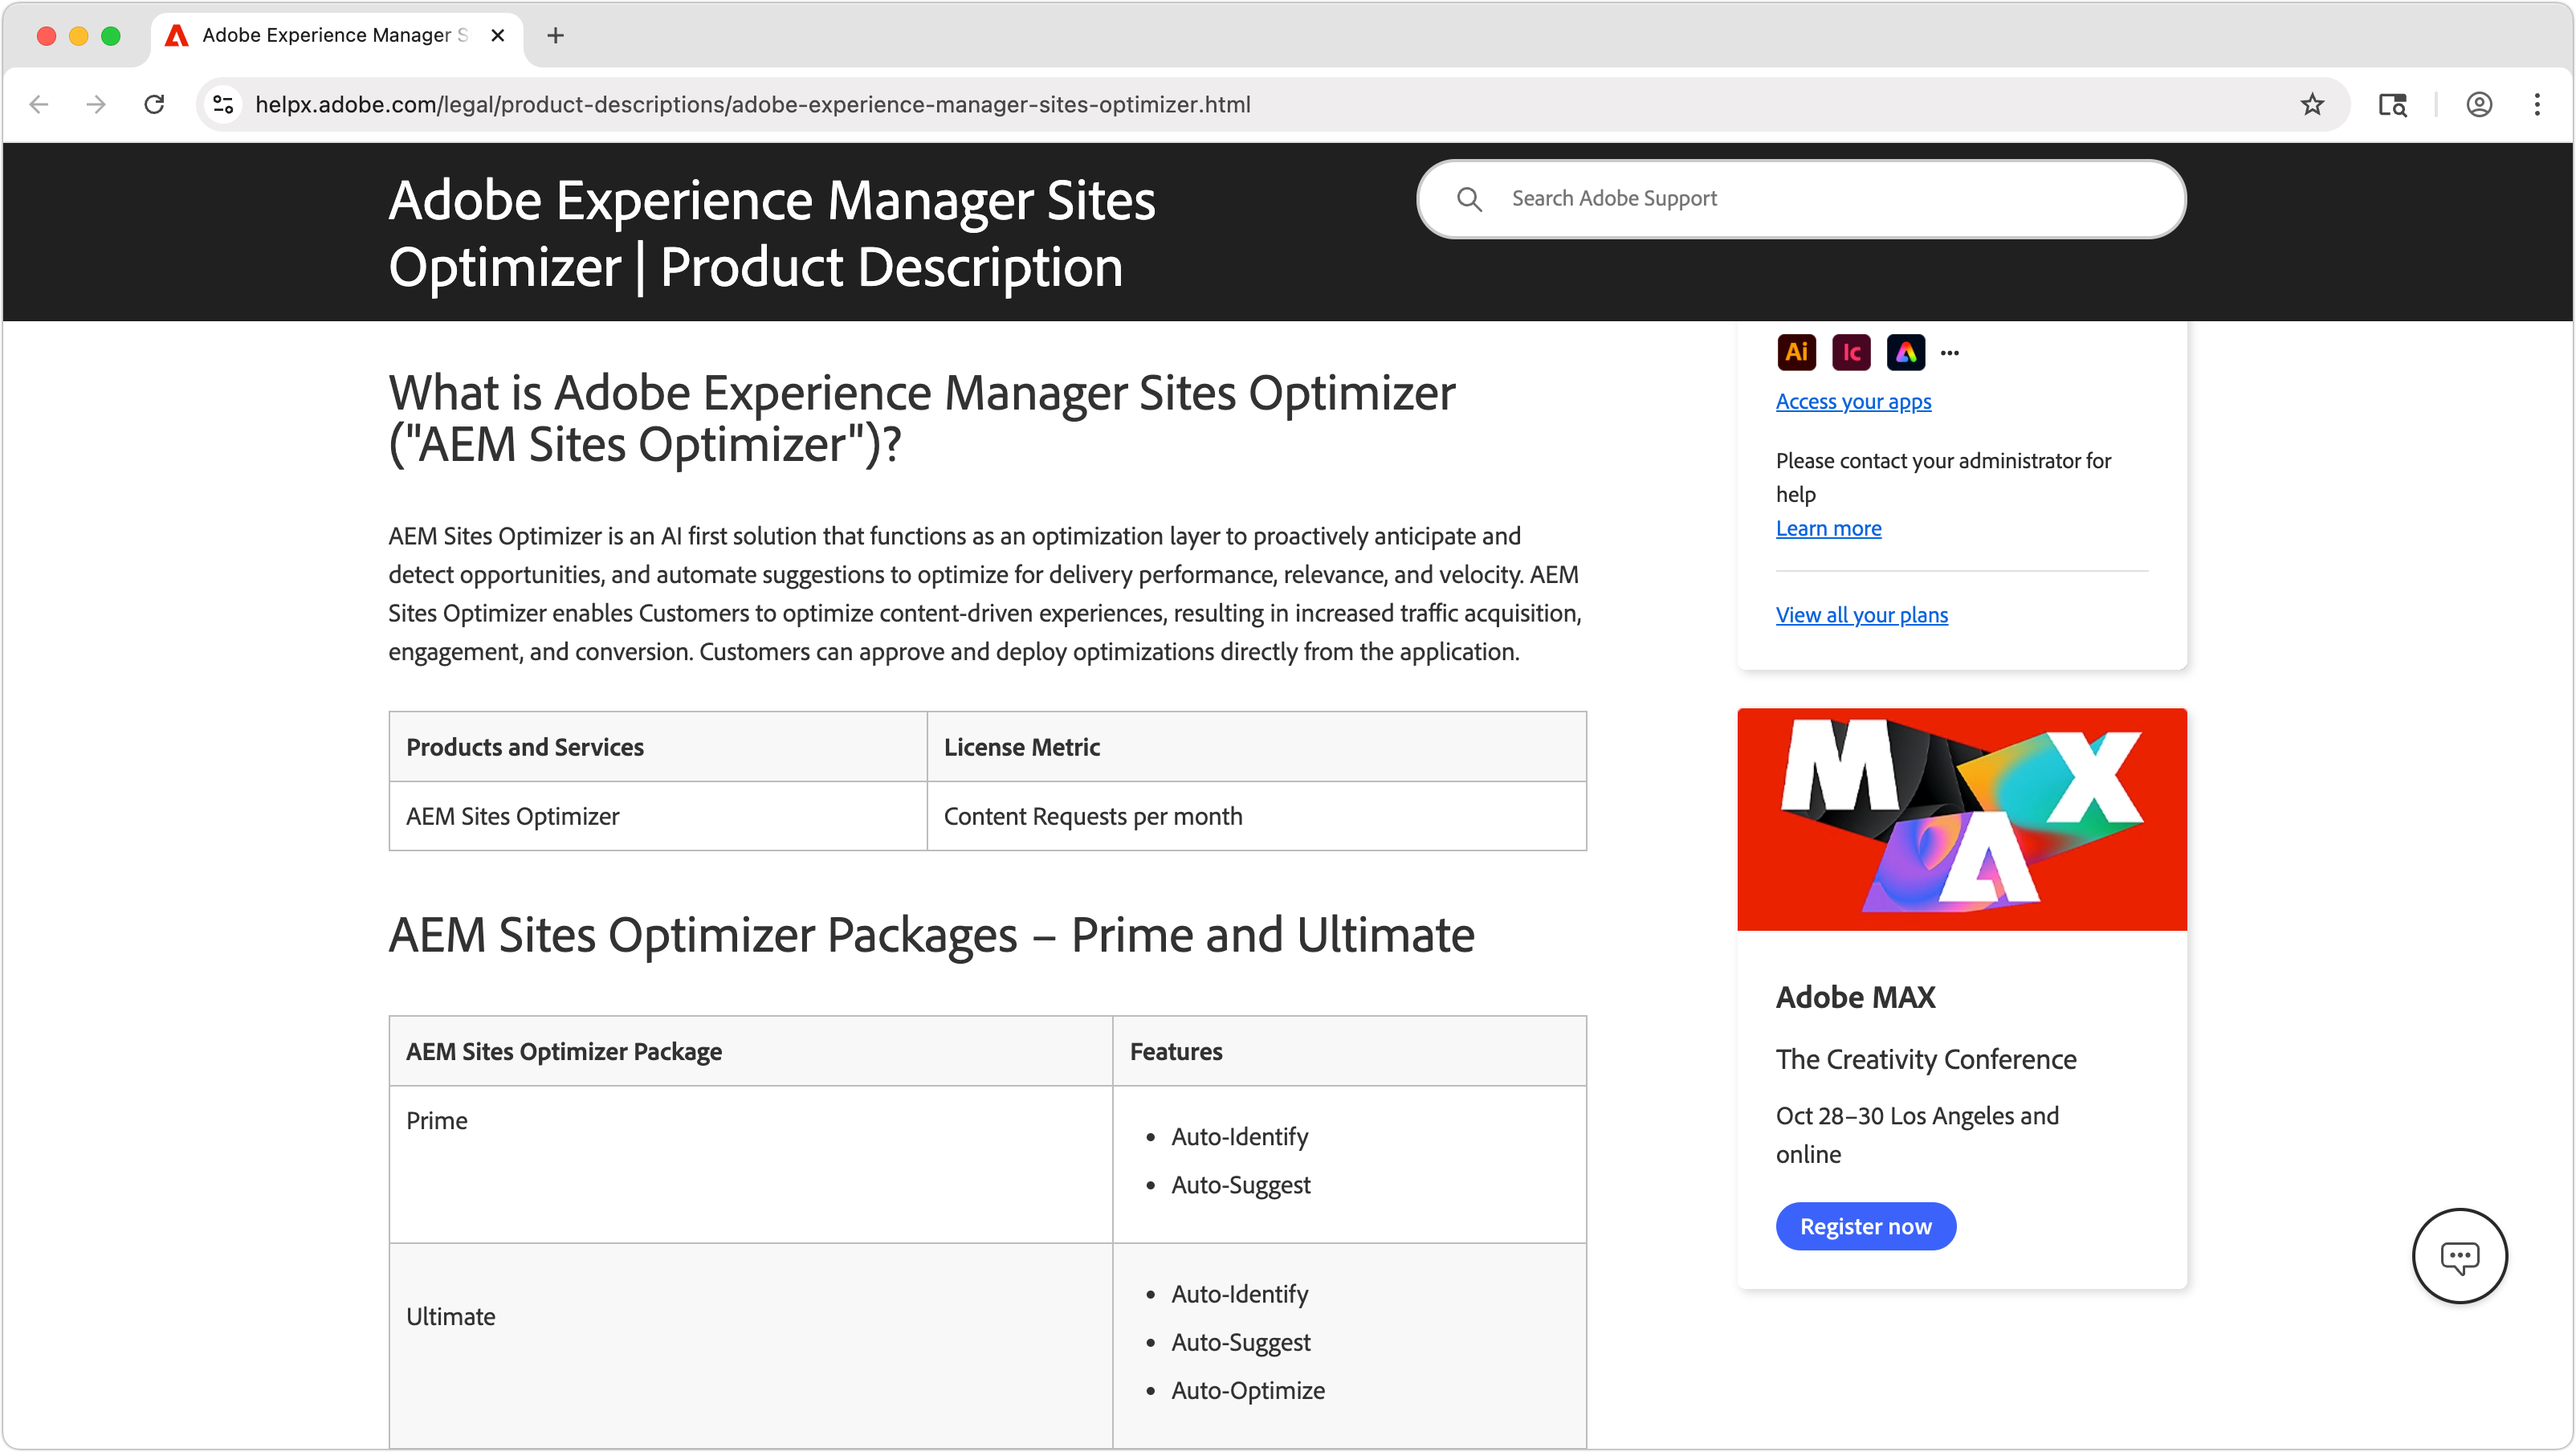 Adobe Experience Manager S
helpx.adobe.com/legal/product-descriptions/adobe-experience-manager-sites-optimizer.html
Adobe Experience Manager Sites
Optimizer | Product Description
Search Adobe Support
What is Adobe Experience Manager Sites Optimizer
("AEM Sites Optimizer")?
AEM Sites Optimizer is an AI first solution that functions as an optimization layer to proactively anticipate and
detect opportunities, and automate suggestions to optimize for delivery performance, relevance, and velocity. AEM
Sites Optimizer enables Customers to optimize content-driven experiences, resulting in increased traffic acquisition,
engagement, and conversion. Customers can approve and deploy optimizations directly from the application.
Products and Services
License Metric
AEM Sites Optimizer
Content Requests per month
AEM Sites Optimizer Packages – Prime and Ultimate
AEM Sites Optimizer Package
Features
Prime
• Auto-Identify
• Auto-Suggest
Ultimate
• Auto-Identify
• Auto-Suggest
• Auto-Optimize
Ai Ic
Access your apps
Please contact your administrator for
help
Learn more
View all your plans
MAX
Adobe MAX
The Creativity Conference
Oct 28–30 Los Angeles and
online
Register now